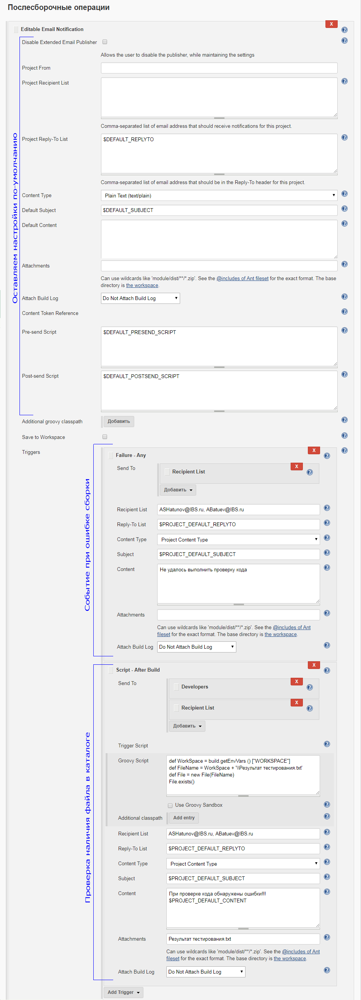 Послесборочные операции
X
Editable Email Notification
Disable Extended Email Publisher
Allows the user to disable the publisher, while maintaining the settings
Project From
Project Recipient List
Comma-separated list of email address that should receive notifications for this project.
Project Reply-To List
$DEFAULT_REPLYTO
Comma-separated list of email address that should be in the Reply-To header for this project.
Content Type
Plain Text (text/plain)
Default Subject
$DEFAULT_SUBJECT
Default Content
Attachments
Can use wildcards like 'module/dist/**/*.zip'. See the @includes of Ant fileset for the exact format. The base
directory is the workspace.
Attach Build Log
Do Not Attach Build Log
Content Token Reference
Pre-send Script
$DEFAULT_PRESEND_SCRIPT
Post-send Script
$DEFAULT_POSTSEND_SCRIPT
Оставляем настройки по-умолчанию
Additional groovy classpath
Добавить
Save to Workspace
Triggers
X
Failure - Any
Send To
X
Recipient List
Добавить
Recipient List
ASHatunov@IBS.ru, ABatuev@IBS.ru
Reply-To List
$PROJECT_DEFAULT_REPLYTO
Content Type
Project Content Type
Subject
$PROJECT_DEFAULT_SUBJECT
Content
Не удалось выполнить проверку кода
Attachments
Can use wildcards like 'module/dist/**/*.zip'. See the @includes of Ant
fileset for the exact format. The base directory is the workspace.
Attach Build Log
Do Not Attach Build Log
Событие при ошибке сборки
X
Script - After Build
Send To
X
Developers
X
Recipient List
Добавить
Trigger Script
Groovy Script
def WorkSpace = build.getEnvVars () ["WORKSPACE"]
def FileName = WorkSpace + '\\Результат тестирования.txt'
def File = new File(FileName)
File.exists()
Use Groovy Sandbox
Additional classpath
Add entry
Recipient List
ASHatunov@IBS.ru, ABatuev@IBS.ru
Reply-To List
$PROJECT_DEFAULT_REPLYTO
Content Type
Project Content Type
Subject
$PROJECT_DEFAULT_SUBJECT
Content
При проверке кода обнаружены ошибки!!!
$PROJECT_DEFAULT_CONTENT
Attachments
Результат тестирования.txt
Can use wildcards like 'module/dist/**/*.zip'. See the @includes of Ant
fileset for the exact format. The base directory is the workspace.
Attach Build Log
Do Not Attach Build Log
Проверка наличия файла в каталоге
Add Trigger